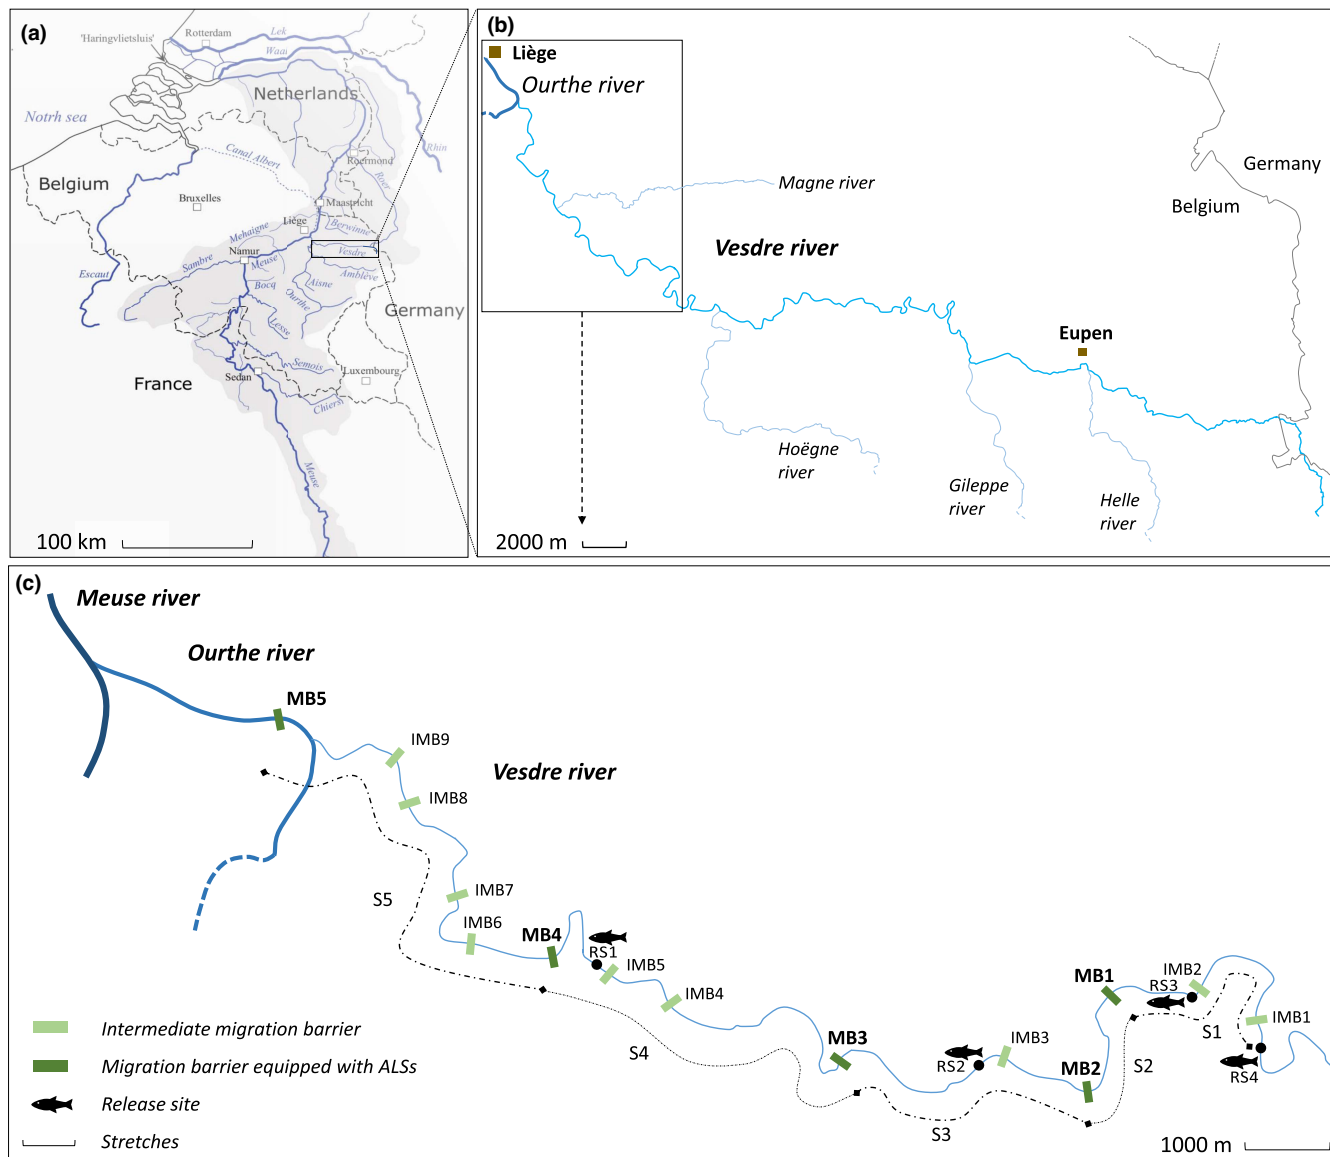 (a)
'Haringvlietsluis'
Rotterdam
Lek
Waal
Netherlands
Notrh sea
Rhin
Canal Albert
Roermond
Roer
Belgium
Bruxelles
Maastricht
Liège
Berwinne
Mehaigne
Namur
Meuse
Vesdre
Sambre
Amblève
Escaut
Bocq
Aisne
Ourthe
Lesse
Germany
Semois
Luxembourg
France
Sedan
Chiers
Meuse
100 km
(b)
Liège
Ourthe river
Magne river
Vesdre river
Germany
Belgium
Eupen
Hoëgne
river
Gileppe
river
Helle
river
2000 m
(c)
Meuse river
Ourthe river
MB5
IMB9
Vesdre river
IMB8
S5
IMB7
IMB6
MB4
RS1
IMB5
IMB4
S4
MB3
RS2
IMB3
S3
MB2
MB1
S2
RS3
IMB2
S1
IMB1
RS4
Intermediate migration barrier
Migration barrier equipped with ALSs
Release site
Stretches
1000 m